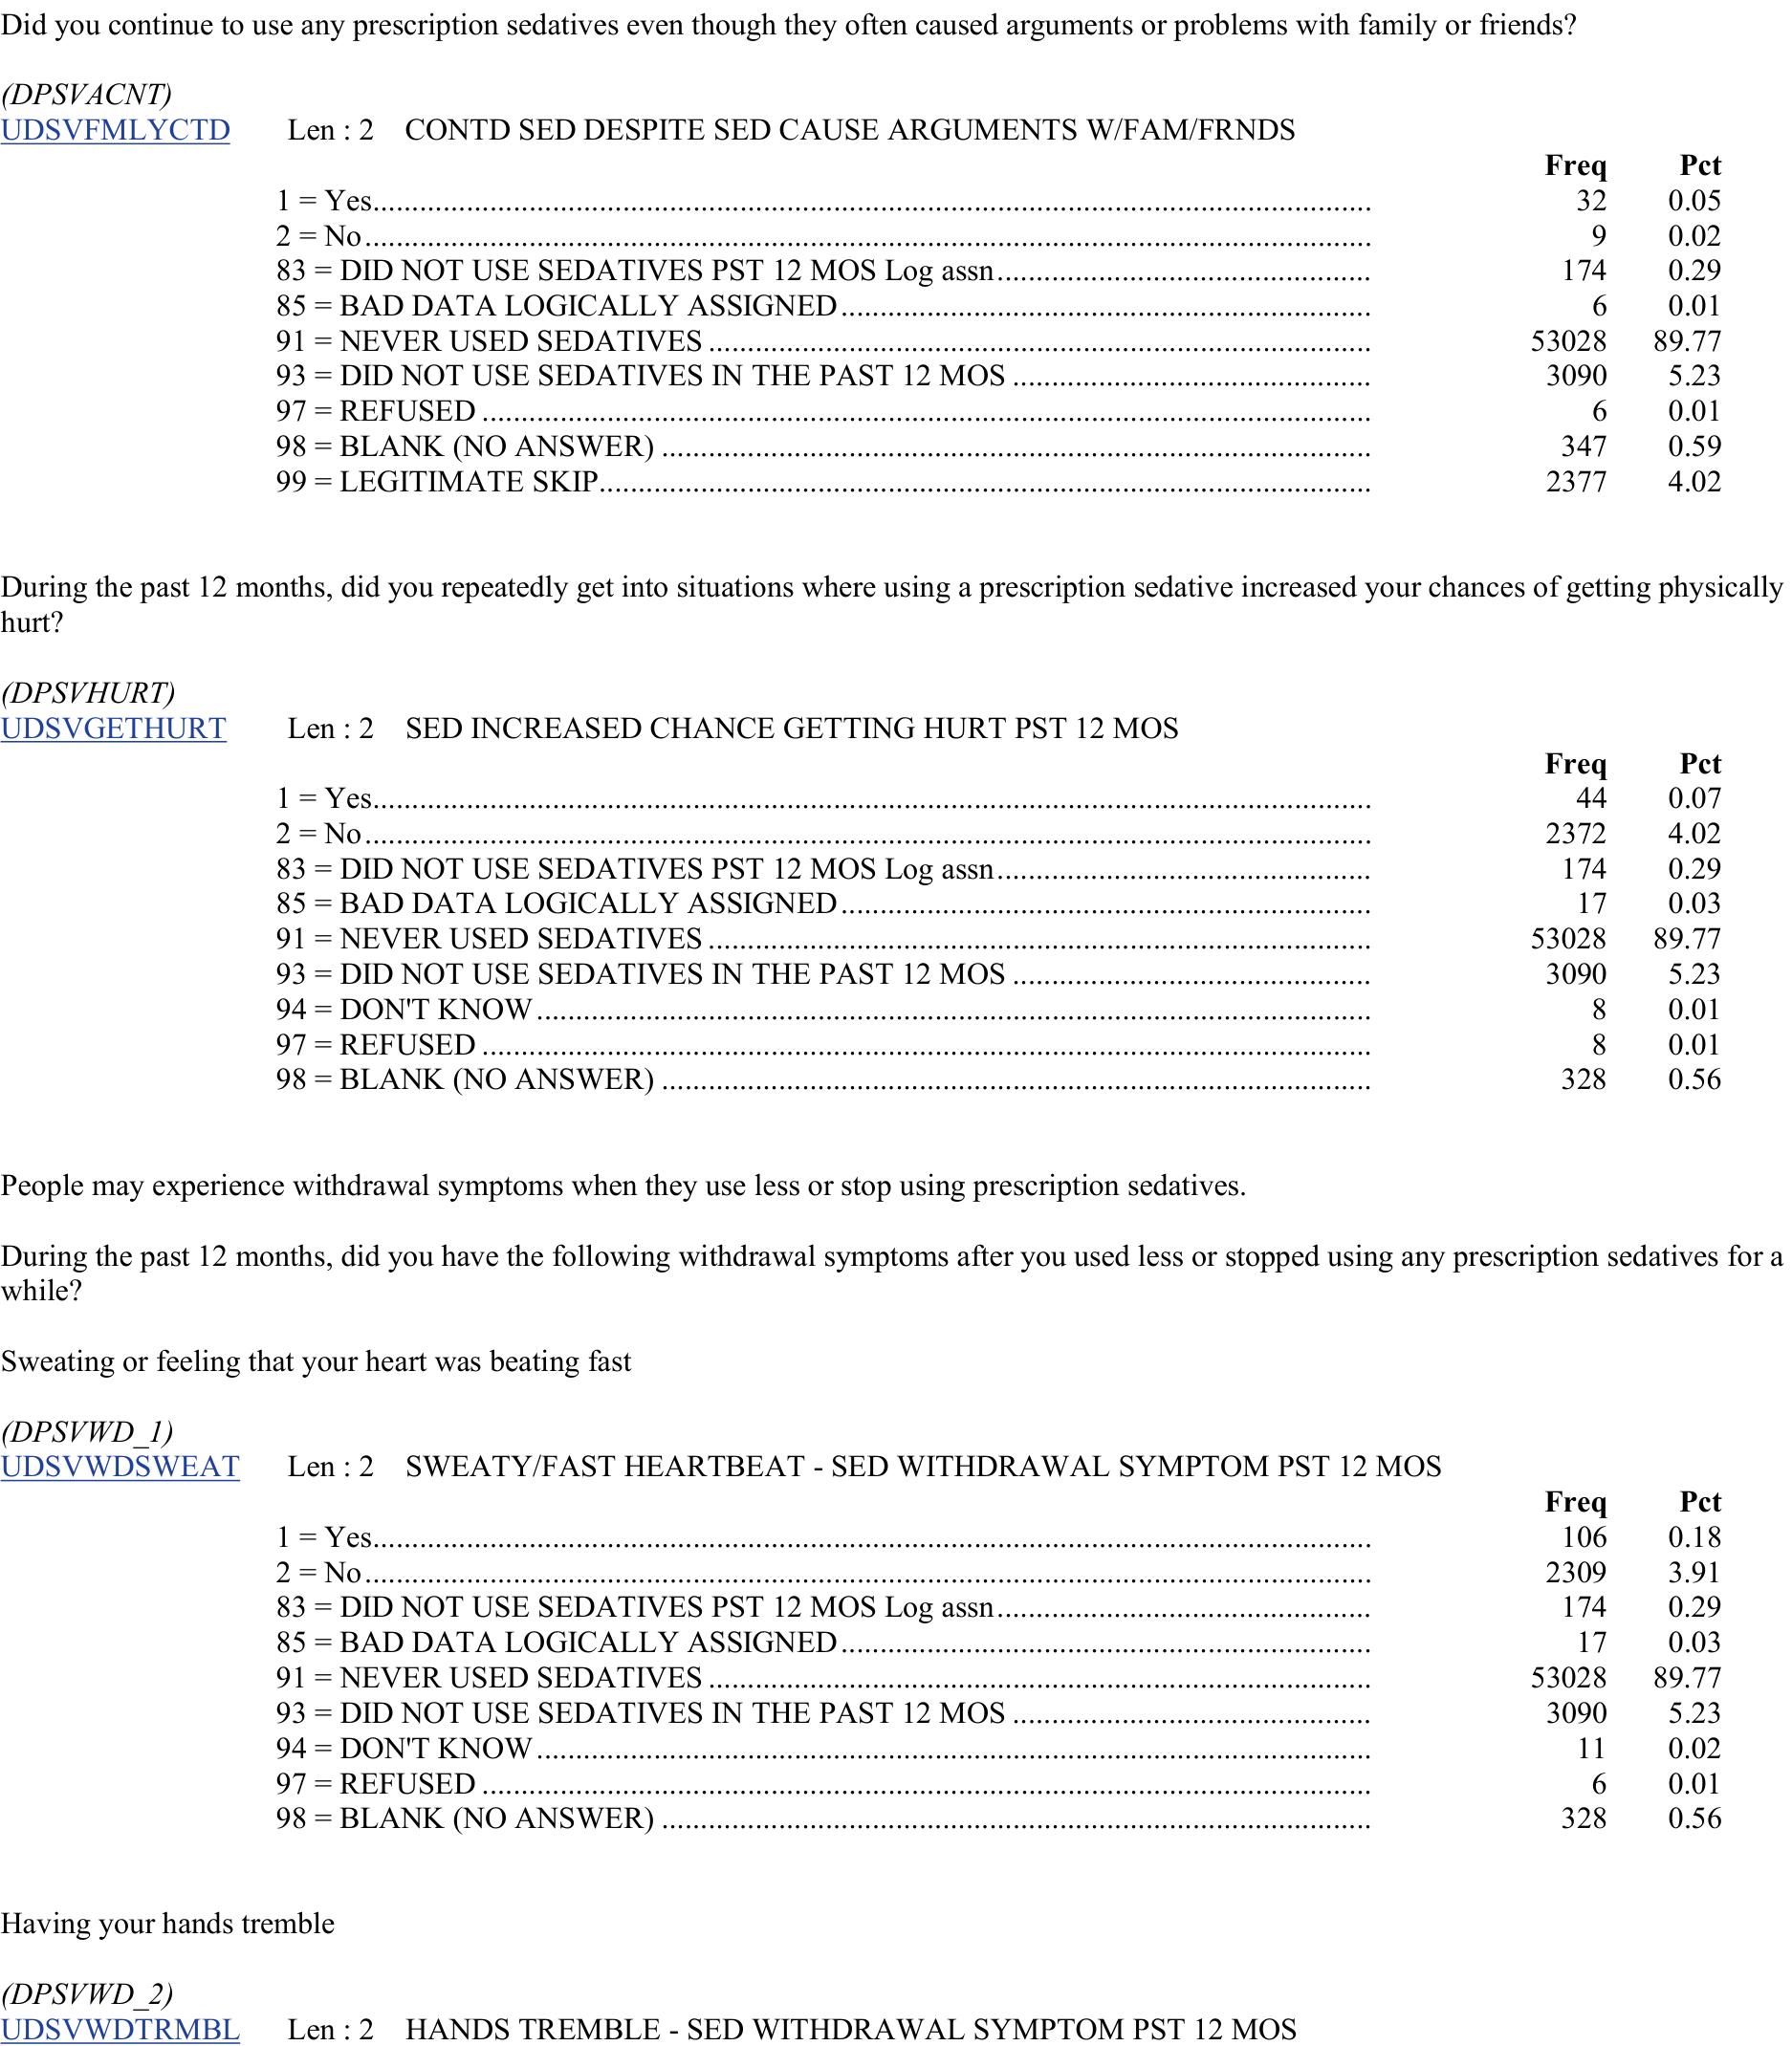 Did you continue to use any prescription sedatives even though they often caused arguments or problems with family or friends?
(DPSVACNT)
UDSVFMLYCTD Len : 2 CONTD SED DESPITE SED CAUSE ARGUMENTS W/FAM/FRNDS
Freq Pct
1 = Yes 32 0.05
2 = No 9 0.02
83 = DID NOT USE SEDATIVES PST 12 MOS Log assn 174 0.29
85 = BAD DATA LOGICALLY ASSIGNED 6 0.01
91 = NEVER USED SEDATIVES 53028 89.77
93 = DID NOT USE SEDATIVES IN THE PAST 12 MOS 3090 5.23
97 = REFUSED 6 0.01
98 = BLANK (NO ANSWER) 347 0.59
99 = LEGITIMATE SKIP 2377 4.02
During the past 12 months, did you repeatedly get into situations where using a prescription sedative increased your chances of getting physically
hurt?
(DPSVHURT)
UDSVGETHURT Len : 2 SED INCREASED CHANCE GETTING HURT PST 12 MOS
Freq Pct
1 = Yes 44 0.07
2 = No 2372 4.02
83 = DID NOT USE SEDATIVES PST 12 MOS Log assn 174 0.29
85 = BAD DATA LOGICALLY ASSIGNED 17 0.03
91 = NEVER USED SEDATIVES 53028 89.77
93 = DID NOT USE SEDATIVES IN THE PAST 12 MOS 3090 5.23
94 = DON'T KNOW 8 0.01
97 = REFUSED 8 0.01
98 = BLANK (NO ANSWER) 328 0.56
People may experience withdrawal symptoms when they use less or stop using prescription sedatives.
During the past 12 months, did you have the following withdrawal symptoms after you used less or stopped using any prescription sedatives for a
while?
Sweating or feeling that your heart was beating fast
(DPSVWD_1)
UDSVWDSWEAT Len : 2 SWEATY/FAST HEARTBEAT - SED WITHDRAWAL SYMPTOM PST 12 MOS
Freq Pct
1 = Yes 106 0.18
2 = No 2309 3.91
83 = DID NOT USE SEDATIVES PST 12 MOS Log assn 174 0.29
85 = BAD DATA LOGICALLY ASSIGNED 17 0.03
91 = NEVER USED SEDATIVES 53028 89.77
93 = DID NOT USE SEDATIVES IN THE PAST 12 MOS 3090 5.23
94 = DON'T KNOW 11 0.02
97 = REFUSED 6 0.01
98 = BLANK (NO ANSWER) 328 0.56
Having your hands tremble
(DPSVWD_2)
UDSVWDTRMBL Len : 2 HANDS TREMBLE - SED WITHDRAWAL SYMPTOM PST 12 MOS